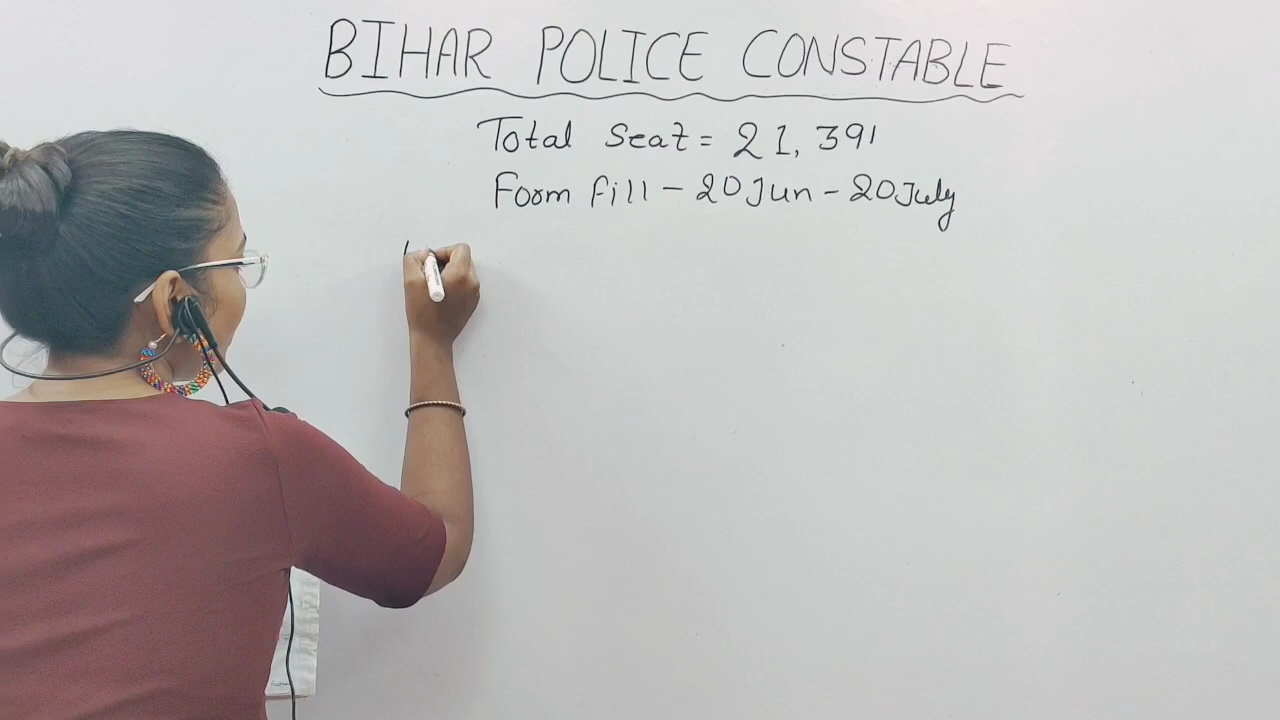 BIHAR POLICE CONSTABLE
Total Seat = 21,391
Form fill - 20 Jun - 20 July